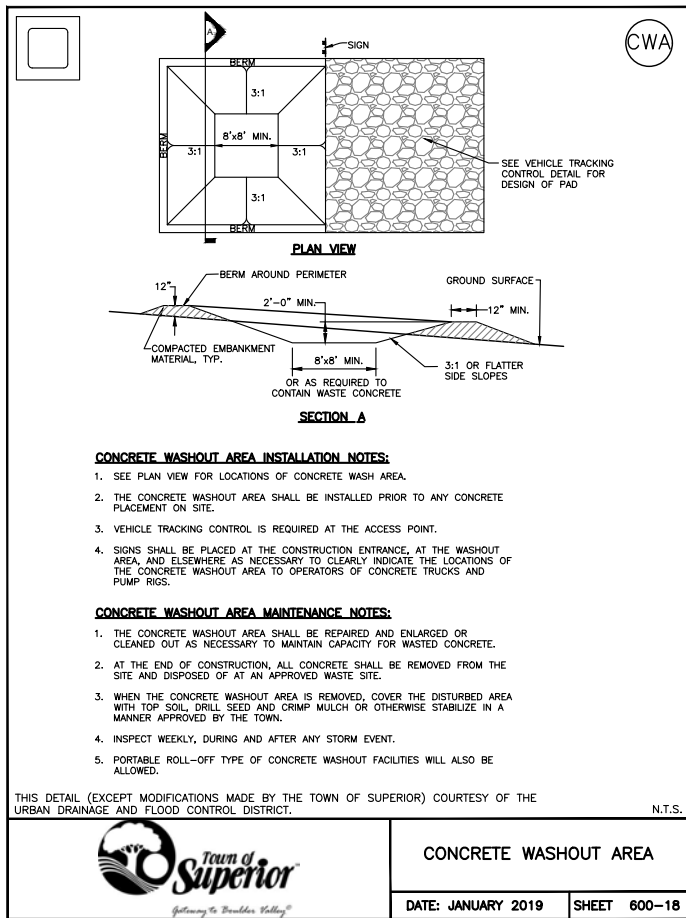 A
SIGN
CWA
BERM
3:1
8'x8' MIN.
BERM
3:1
3:1
3:1
BERM
SEE VEHICLE TRACKING
CONTROL DETAIL FOR
DESIGN OF PAD
PLAN VIEW
BERM AROUND PERIMETER
GROUND SURFACE
12"
2'-0" MIN.
12" MIN.
COMPACTED EMBANKMENT
MATERIAL, TYP.
8'x8' MIN.
3:1 OR FLATTER
SIDE SLOPES
OR AS REQUIRED TO
CONTAIN WASTE CONCRETE
SECTION A
CONCRETE WASHOUT AREA INSTALLATION NOTES:
1. SEE PLAN VIEW FOR LOCATIONS OF CONCRETE WASH AREA.
2. THE CONCRETE WASHOUT AREA SHALL BE INSTALLED PRIOR TO ANY CONCRETE
PLACEMENT ON SITE.
3. VEHICLE TRACKING CONTROL IS REQUIRED AT THE ACCESS POINT.
4. SIGNS SHALL BE PLACED AT THE CONSTRUCTION ENTRANCE, AT THE WASHOUT
AREA, AND ELSEWHERE AS NECESSARY TO CLEARLY INDICATE THE LOCATIONS OF
THE CONCRETE WASHOUT AREA TO OPERATORS OF CONCRETE TRUCKS AND
PUMP RIGS.
CONCRETE WASHOUT AREA MAINTENANCE NOTES:
1. THE CONCRETE WASHOUT AREA SHALL BE REPAIRED AND ENLARGED OR
CLEANED OUT AS NECESSARY TO MAINTAIN CAPACITY FOR WASTED CONCRETE.
2. AT THE END OF CONSTRUCTION, ALL CONCRETE SHALL BE REMOVED FROM THE
SITE AND DISPOSED OF AT AN APPROVED WASTE SITE.
3. WHEN THE CONCRETE WASHOUT AREA IS REMOVED, COVER THE DISTURBED AREA
WITH TOP SOIL, DRILL SEED AND CRIMP MULCH OR OTHERWISE STABILIZE IN A
MANNER APPROVED BY THE TOWN.
4. INSPECT WEEKLY, DURING AND AFTER ANY STORM EVENT.
5. PORTABLE ROLL-OFF TYPE OF CONCRETE WASHOUT FACILITIES WILL ALSO BE
ALLOWED.
THIS DETAIL (EXCEPT MODIFICATIONS MADE BY THE TOWN OF SUPERIOR) COURTESY OF THE
URBAN DRAINAGE AND FLOOD CONTROL DISTRICT.
N.T.S.
Town of
Superior
Gateway to Boulder Valley®
CONCRETE WASHOUT AREA
DATE: JANUARY 2019
SHEET 600-18